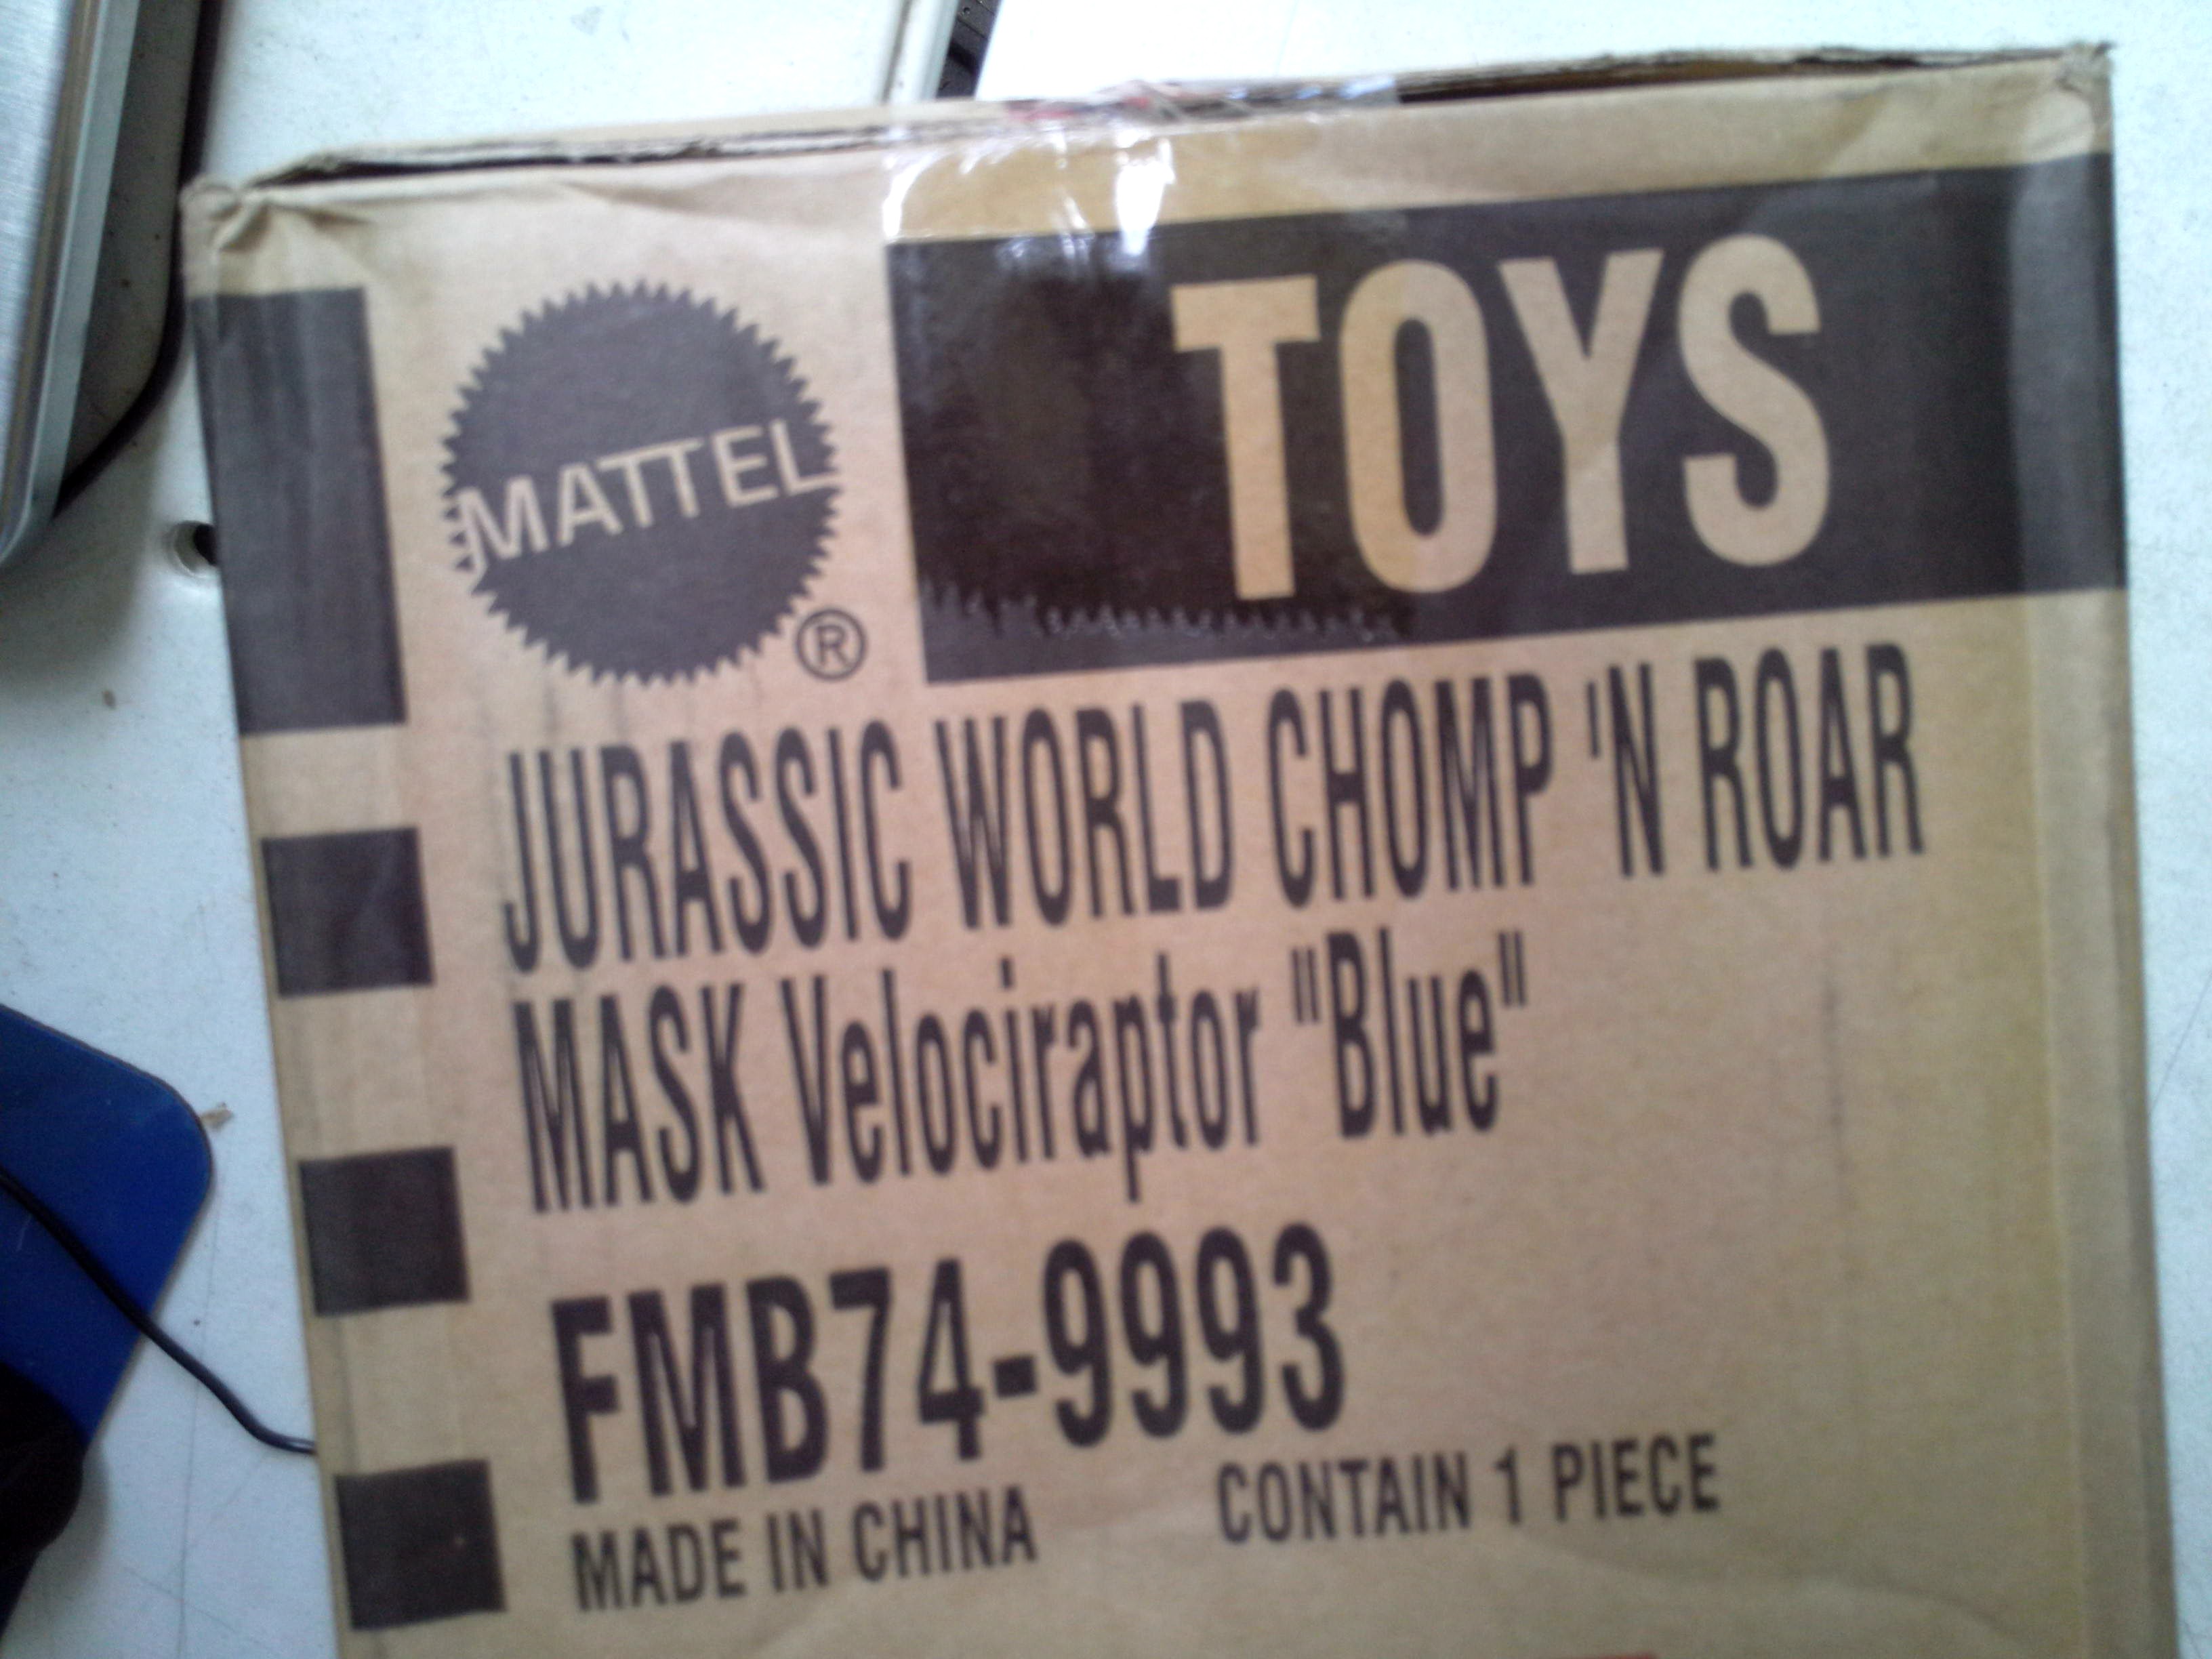 MATTEL
®
TOYS
JURASSIC WORLD CHOMP 'N ROAR
MASK Velociraptor "Blue"
FMB74-9993
MADE IN CHINA CONTAIN 1 PIECE